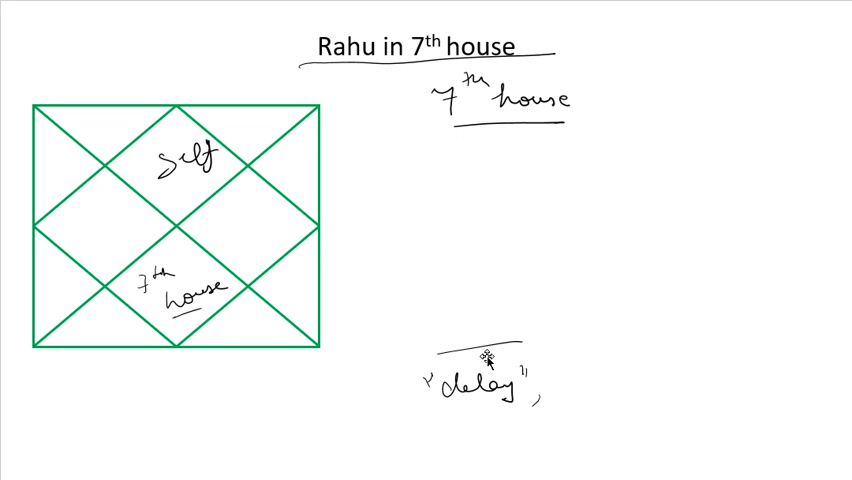 Rahu in 7th house
7th house
self
7th
house
"delay",